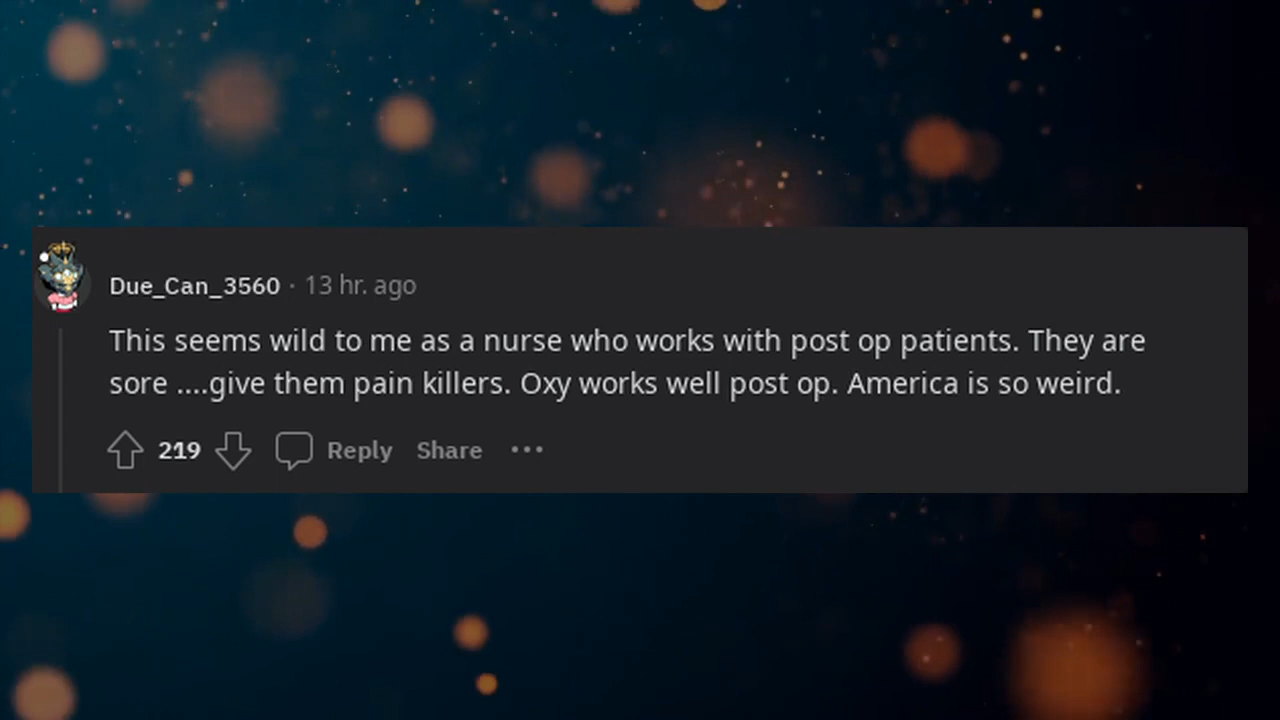 Due_Can_3560 · 13 hr. ago
This seems wild to me as a nurse who works with post op patients. They are
sore ....give them pain killers. Oxy works well post op. America is so weird.
219 Reply Share ···